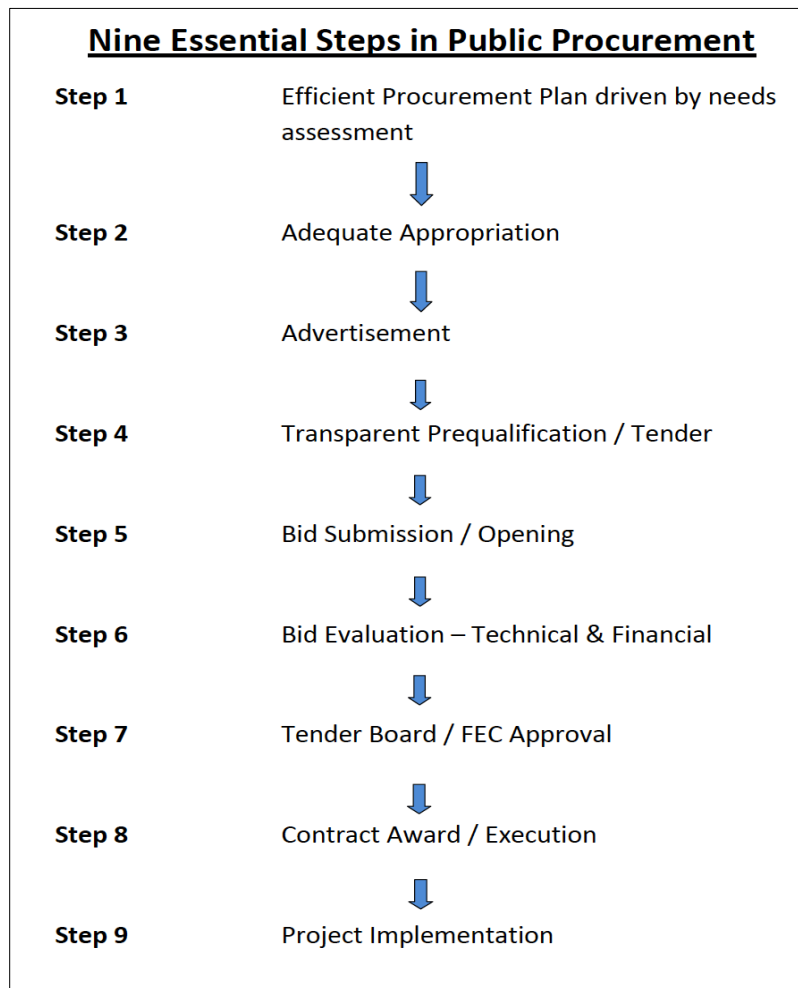 Nine Essential Steps in Public Procurement
Step 1 Efficient Procurement Plan driven by needs
assessment
Step 2 Adequate Appropriation
Step 3 Advertisement
Step 4 Transparent Prequalification / Tender
Step 5 Bid Submission / Opening
Step 6 Bid Evaluation – Technical & Financial
Step 7 Tender Board / FEC Approval
Step 8 Contract Award / Execution
Step 9 Project Implementation